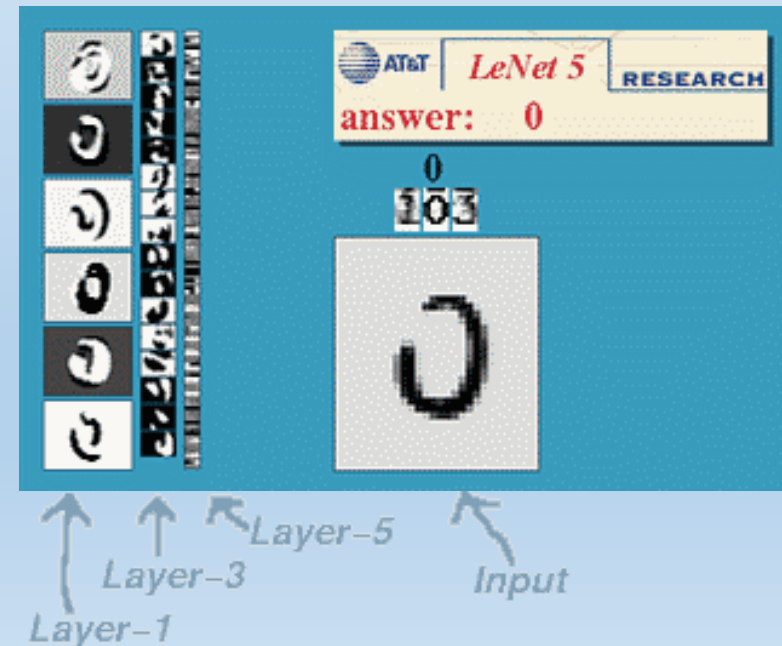 AT&T LeNet 5 RESEARCH
answer: 0
0
103
Layer-5
Layer-3
Input
Layer-1